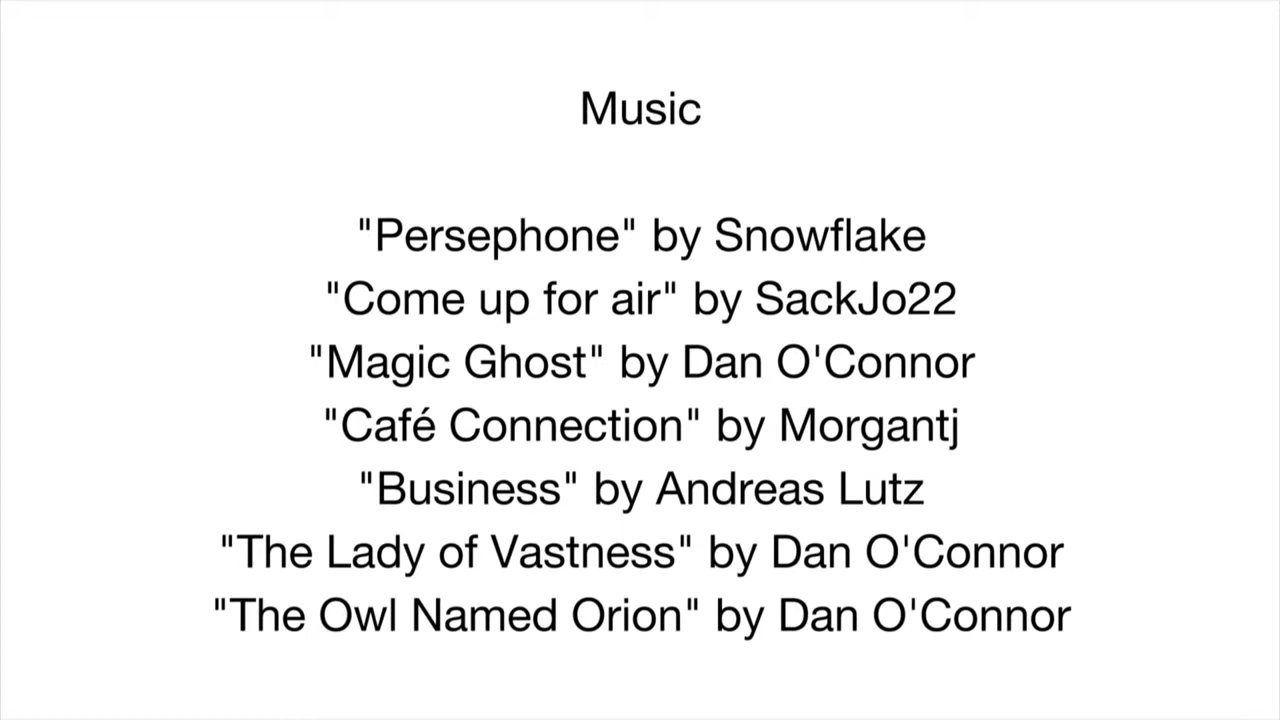 Music
"Persephone" by Snowflake
"Come up for air" by SackJo22
"Magic Ghost" by Dan O'Connor
"Café Connection" by Morgantj
"Business" by Andreas Lutz
"The Lady of Vastness" by Dan O'Connor
"The Owl Named Orion" by Dan O'Connor